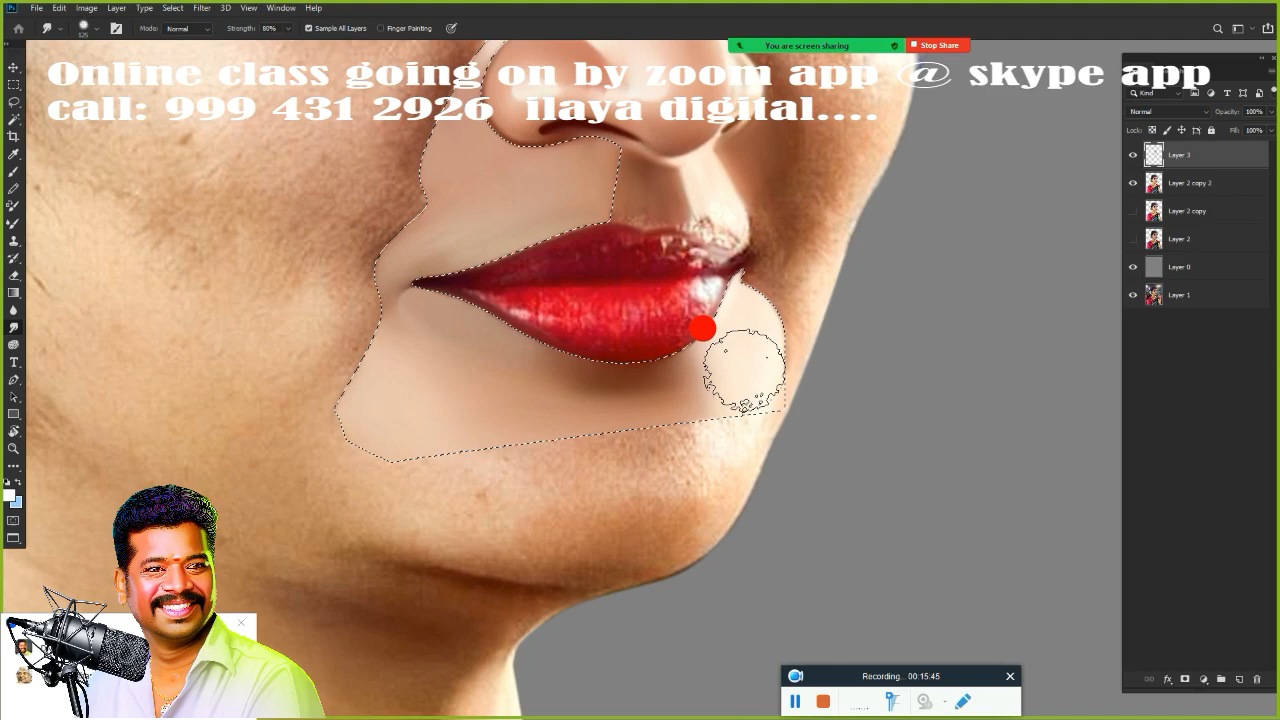 File Edit Image Layer Type Select Filter 3D View Window Help
125 Mode: Normal Strength: 80% Sample All Layers Finger Painting
You are screen sharing Stop Share
Online class going on by zoom app @ skype app
call: 999 431 2926 ilaya digital....
Kind
Normal Opacity: 100%
Lock: Fill: 100%
Layer 3
Layer 2 copy 2
Layer 2 copy
Layer 2
Layer 0
Layer 1
Recording... 00:15:45